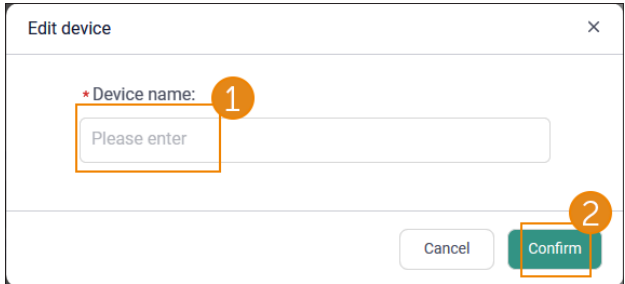 Edit device ×
* Device name: 1
Please enter
2
Cancel Confirm